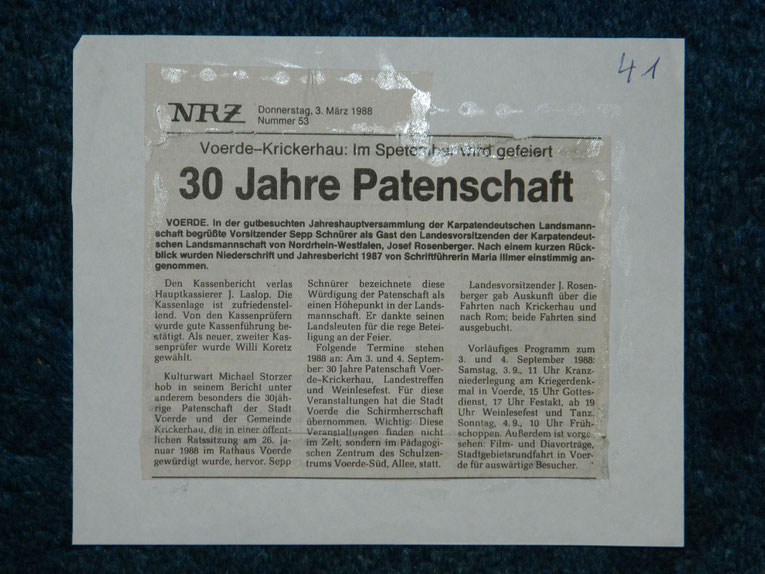 41
NRZ
Donnerstag, 3. März 1988
Nummer 53
Voerde–Krickerhau: Im Spetember wird gefeiert
30 Jahre Patenschaft
VOERDE. In der gutbesuchten Jahreshauptversammlung der Karpatendeutschen Landsmann-
schaft begrüßte Vorsitzender Sepp Schnürer als Gast den Landesvorsitzenden der Karpatendeut-
schen Landsmannschaft von Nordrhein-Westfalen, Josef Rosenberger. Nach einem kurzen Rück-
blick wurden Niederschrift und Jahresbericht 1987 von Schriftführerin Maria Illmer einstimmig an-
genommen.
Den Kassenbericht verlas
Hauptkassierer J. Laslop. Die
Kassenlage ist zufriedenstel-
lend. Von den Kassenprüfern
wurde gute Kassenführung be-
stätigt. Als neuer, zweiter Kas-
senprüfer wurde Willi Koretz
gewählt.
Kulturwart Michael Storzer
hob in seinem Bericht unter
anderem besonders die 30jäh-
rige Patenschaft der Stadt
Voerde und der Gemeinde
Krickerhau, die in einer öffent-
lichen Ratssitzung am 26. Ja-
nuar 1988 im Rathaus Voerde
gewürdigt wurde, hervor. Sepp
Schnürer bezeichnete diese
Würdigung der Patenschaft als
einen Höhepunkt in der Lands-
mannschaft. Er dankte seinen
Landsleuten für die rege Betei-
ligung an der Feier.
Folgende Termine stehen
1988 an: Am 3. und 4. Septem-
ber: 30 Jahre Patenschaft Voer-
de–Krickerhau, Landestreffen
und Weinlesefest. Für diese
Veranstaltungen hat die Stadt
Voerde die Schirmherrschaft
übernommen. Wichtig: Diese
Veranstaltungen finden nicht
im Zelt, sondern im Pädagogi-
schen Zentrum des Schulzen-
trums Voerde-Süd, Allee, statt.
Landesvorsitzender J. Rosen-
berger gab Auskunft über die
Fahrten nach Krickerhau und
nach Rom; beide Fahrten sind
ausgebucht.
Vorläufiges Programm zum
3. und 4. September 1988:
Samstag, 3.9., 11 Uhr Kranz-
niederlegung am Kriegerdenk-
mal in Voerde, 15 Uhr Gottes-
dienst, 17 Uhr Festakt, ab 19
Uhr Weinlesefest und Tanz.
Sonntag, 4.9., 10 Uhr Früh-
schoppen. Außerdem ist vorge-
sehen: Film- und Diavorträge,
Stadtgebietsrundfahrt in Voer-
de für auswärtige Besucher.